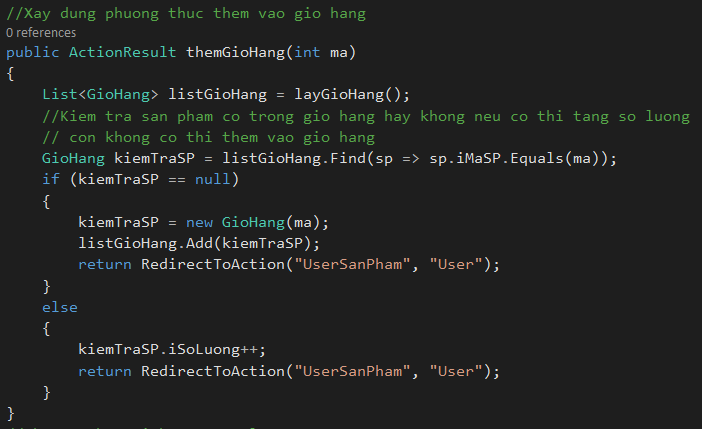 //Xay dung phuong thuc them vao gio hang
0 references
public ActionResult themGioHang(int ma)
{
    List<GioHang> listGioHang = layGioHang();
    //Kiem tra san pham co trong gio hang hay khong neu co thi tang so luong
    // con khong co thi them vao gio hang
    GioHang kiemTraSP = listGioHang.Find(sp => sp.iMaSP.Equals(ma));
    if (kiemTraSP == null)
    {
        kiemTraSP = new GioHang(ma);
        listGioHang.Add(kiemTraSP);
        return RedirectToAction("UserSanPham", "User");
    }
    else
    {
        kiemTraSP.iSoLuong++;
        return RedirectToAction("UserSanPham", "User");
    }
}